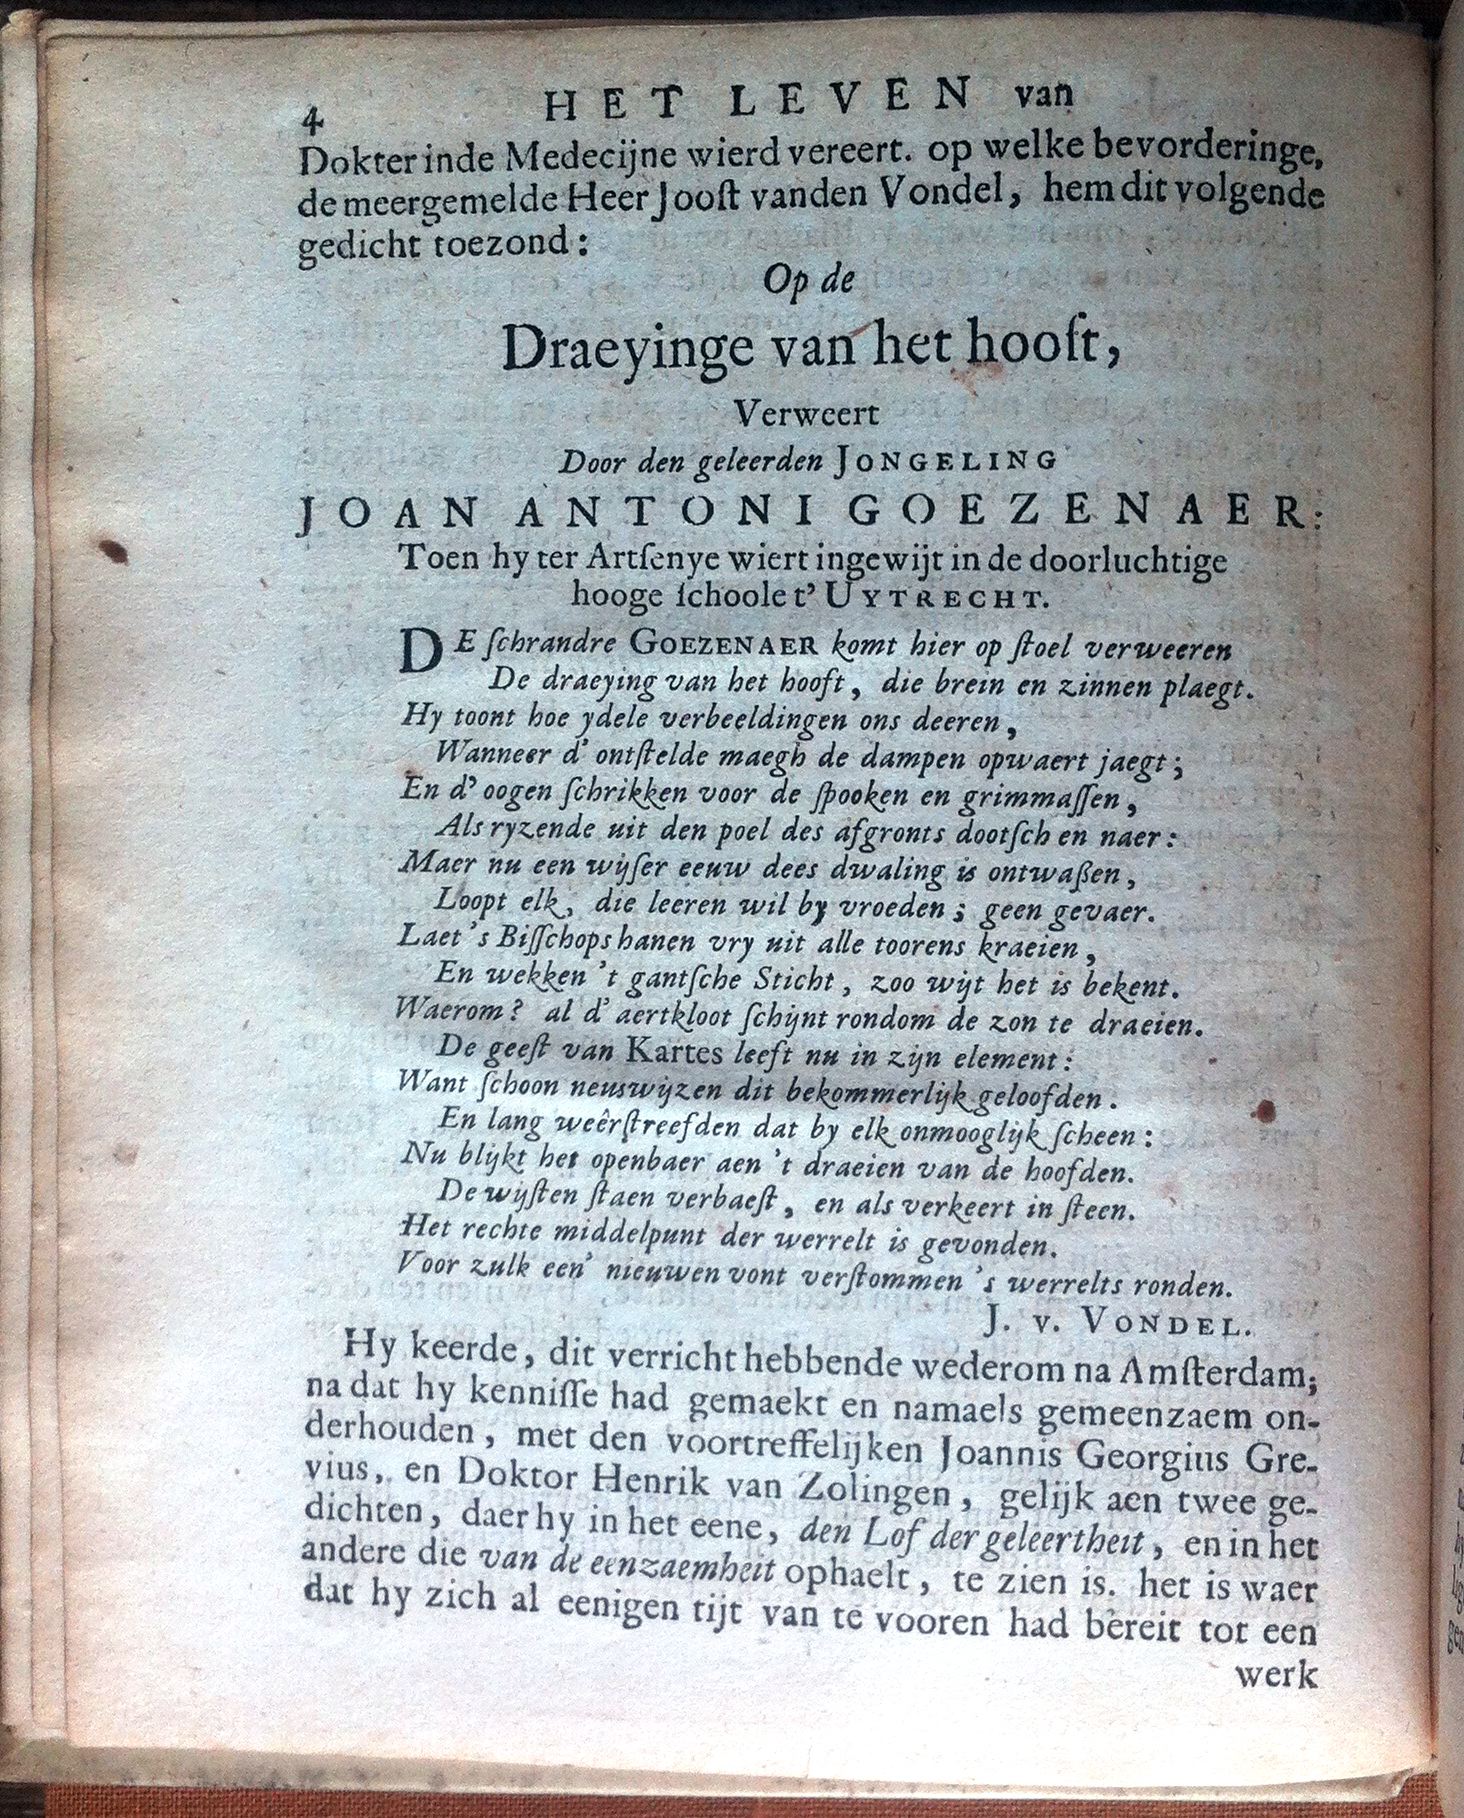 4 HET LEVEN van
Dokter inde Medecijne wierd vereert. op welke bevorderinge,
de meergemelde Heer Jooſt vanden Vondel, hem dit volgende
gedicht toezond:
Op de
Draeyinge van het hooft,
Verweert
Door den geleerden JONGELING
JOAN ANTONI GOEZENAER:
Toen hy ter Artſenye wiert ingewijt in de doorluchtige
hooge ſchoole t' UYTRECHT.
DE ſchrandre GOEZENAER komt hier op ſtoel verweeren
De draeying van het hooft, die brein en zinnen plaegt.
Hy toont hoe ydele verbeeldingen ons deeren,
Wanneer d' ontſtelde maegh de dampen opwaert jaegt;
En d' oogen ſchrikken voor de ſpooken en grimmaſſen,
Als ryzende uit den poel des afgronts dootſch en naer:
Maer nu een wijſer eeuw dees dwaling is ontwaßen,
Loopt elk, die leeren wil by vroeden; geen gevaer.
Laet 's Biſſchops hanen vry uit alle toorens kraeien,
En wekken 't gantſche Sticht, zoo wijt het is bekent.
Waerom? al d' aertkloot ſchijnt rondom de zon te draeien.
De geeſt van Kartes leeft nu in zijn element:
Want ſchoon neuswijzen dit bekommerlijk geloofden.
En lang weêrſtreefden dat by elk onmooglijk ſcheen:
Nu blijkt het openbaer aen 't draeien van de hoofden.
De wijſten ſtaen verbaeſt, en als verkeert in ſteen.
Het rechte middelpunt der werrelt is gevonden.
Voor zulk een' nieuwen vont verſtommen 's werrelts ronden.
J. v. VONDEL.
Hy keerde, dit verricht hebbende wederom na Amſterdam;
na dat hy kenniſſe had gemaekt en namaels gemeenzaem on-
derhouden, met den voortreffelijken Joannis Georgius Gre-
vius, en Doktor Henrik van Zolingen, gelijk aen twee ge-
dichten, daer hy in het eene, den Lof der geleertheit, en in het
andere die van de eenzaemheit ophaelt, te zien is. het is waer
dat hy zich al eenigen tijt van te vooren had bereit tot een
werk